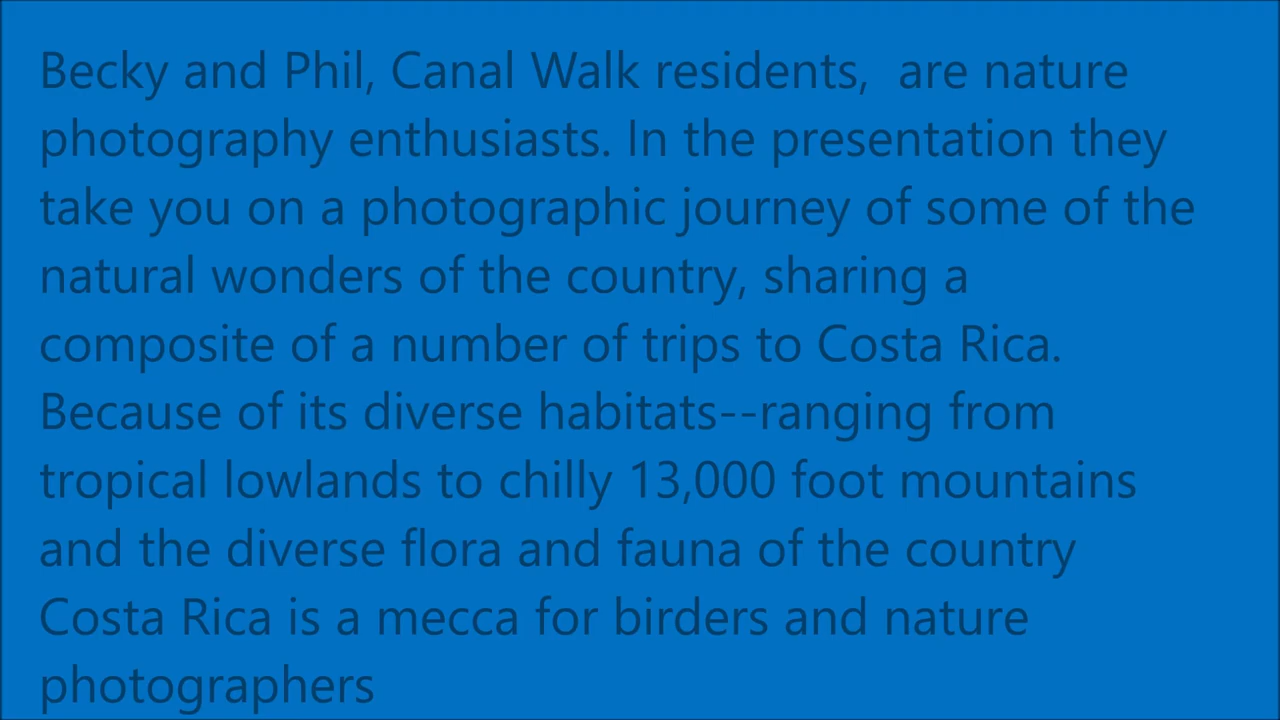 Becky and Phil, Canal Walk residents,  are nature
photography enthusiasts. In the presentation they
take you on a photographic journey of some of the
natural wonders of the country, sharing a
composite of a number of trips to Costa Rica.
Because of its diverse habitats--ranging from
tropical lowlands to chilly 13,000 foot mountains
and the diverse flora and fauna of the country
Costa Rica is a mecca for birders and nature
photographers